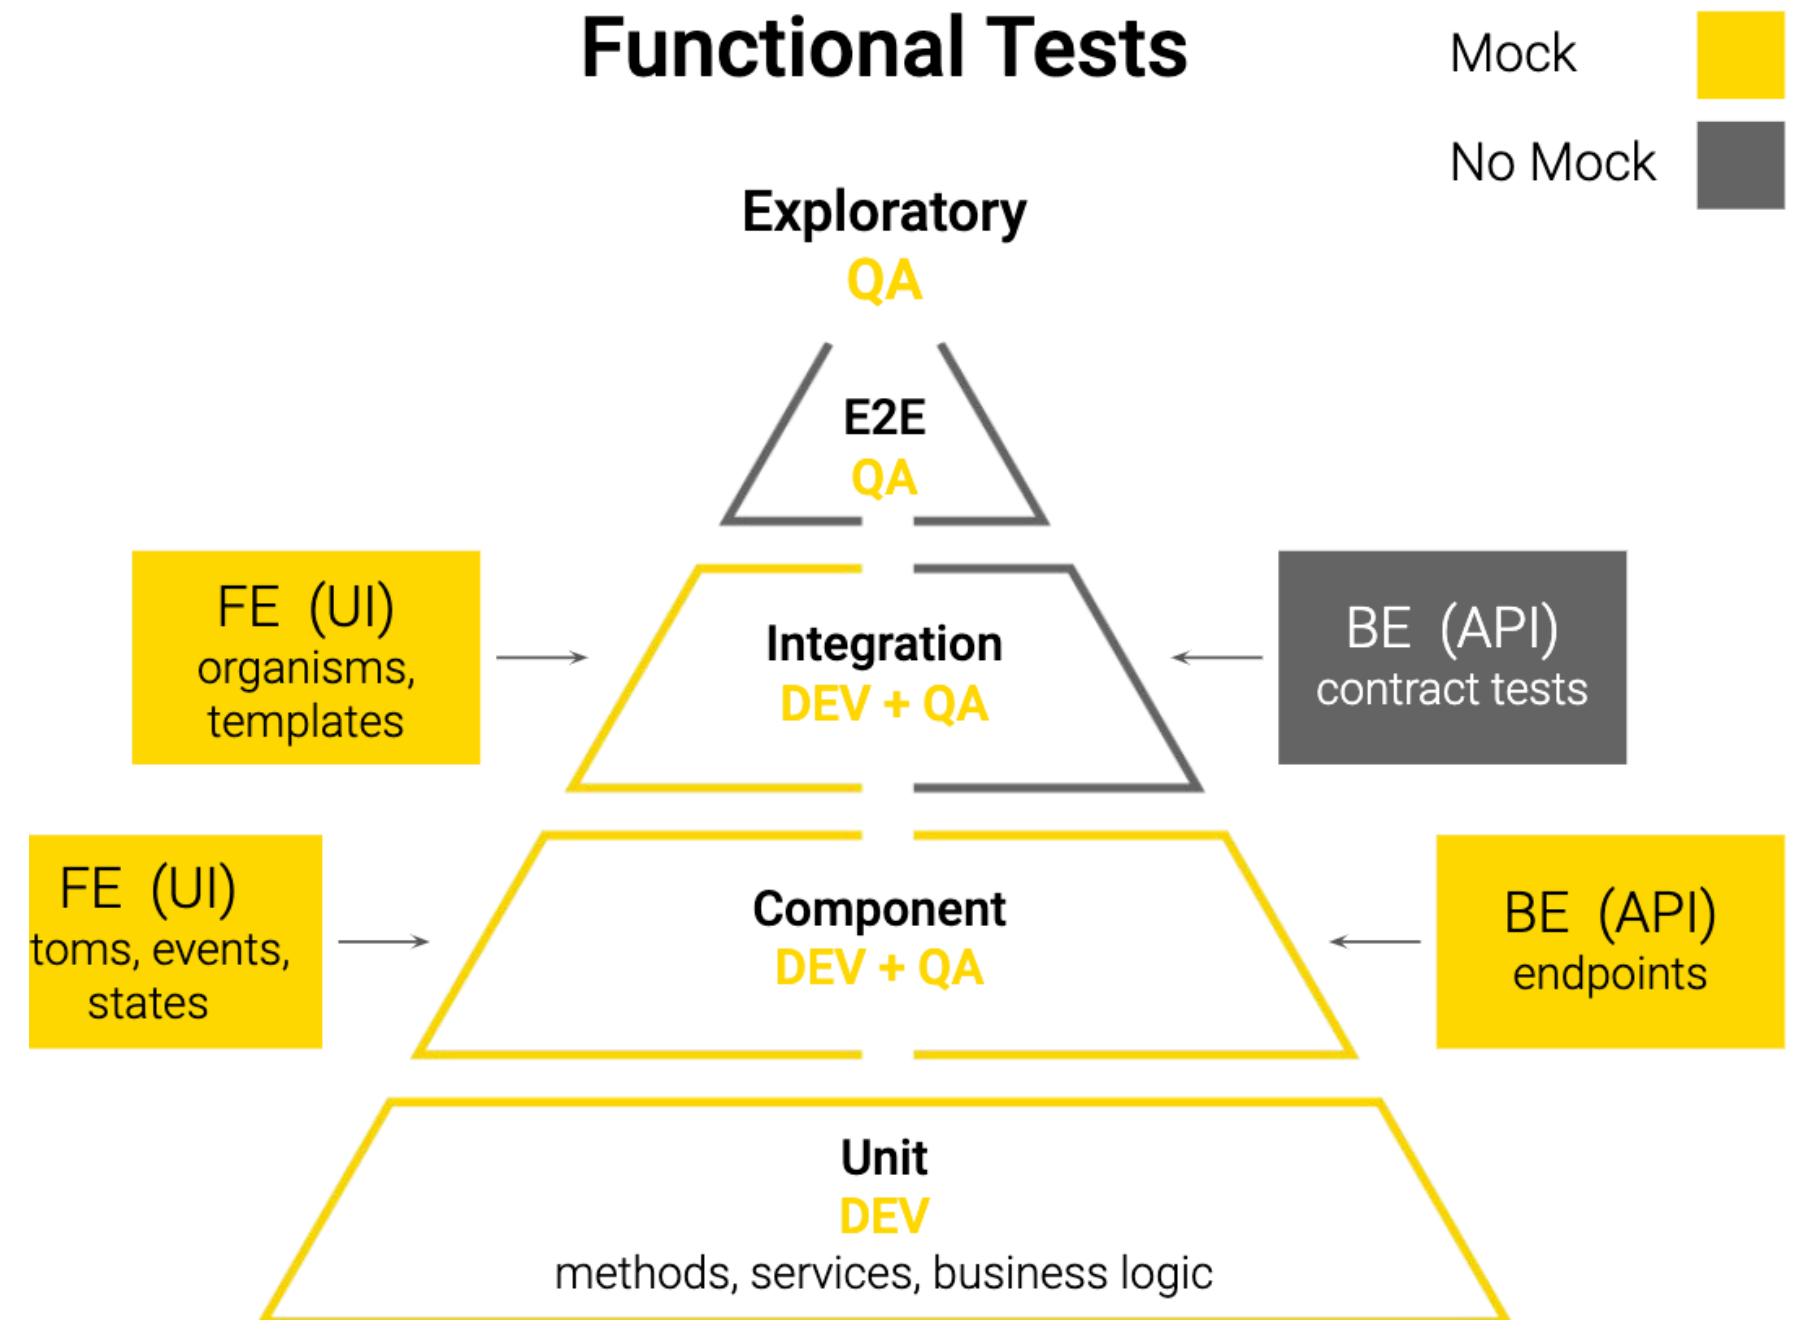 Functional Tests
Mock
No Mock
Exploratory
QA
E2E
QA
FE (UI)
organisms,
templates
Integration
DEV + QA
BE (API)
contract tests
FE (UI)
toms, events,
states
Component
DEV + QA
BE (API)
endpoints
Unit
DEV
methods, services, business logic